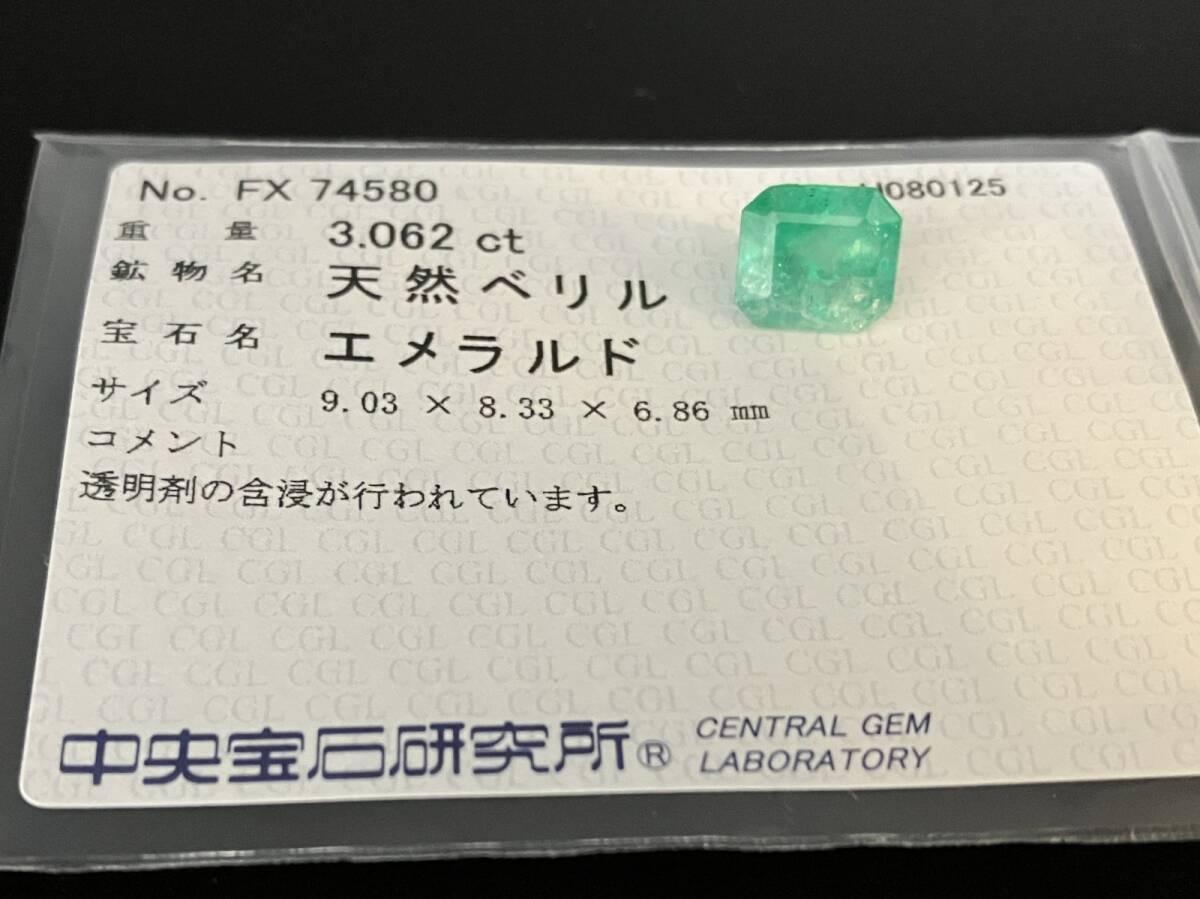 No. FX 74580 080125
重量 3.062 ct
鉱物名 天然ベリル
宝石名 エメラルド
サイズ 9.03 × 8.33 × 6.86 mm
コメント
透明剤の含浸が行われています。
中央宝石研究所® CENTRAL GEM
LABORATORY